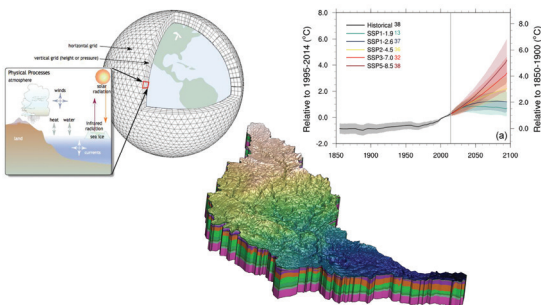 horizontal grid
vertical grid (height or pressure)
Physical Processes
atmosphere
solar
radiation
winds
heat
water
infrared
radiation
sea ice
land
currents
Relative to 1995-2014 (°C)
8.0
6.0
4.0
2.0
0.0
-2.0
Historical 38
SSP1-1.9 13
SSP1-2.6 37
SSP2-4.5
SSP3-7.0 32
SSP5-8.5 38
(a)
1850
1900
1950
2000
2050
2100
8.0
6.0
4.0
2.0
0.0
Relative to 1850-1900 (°C)